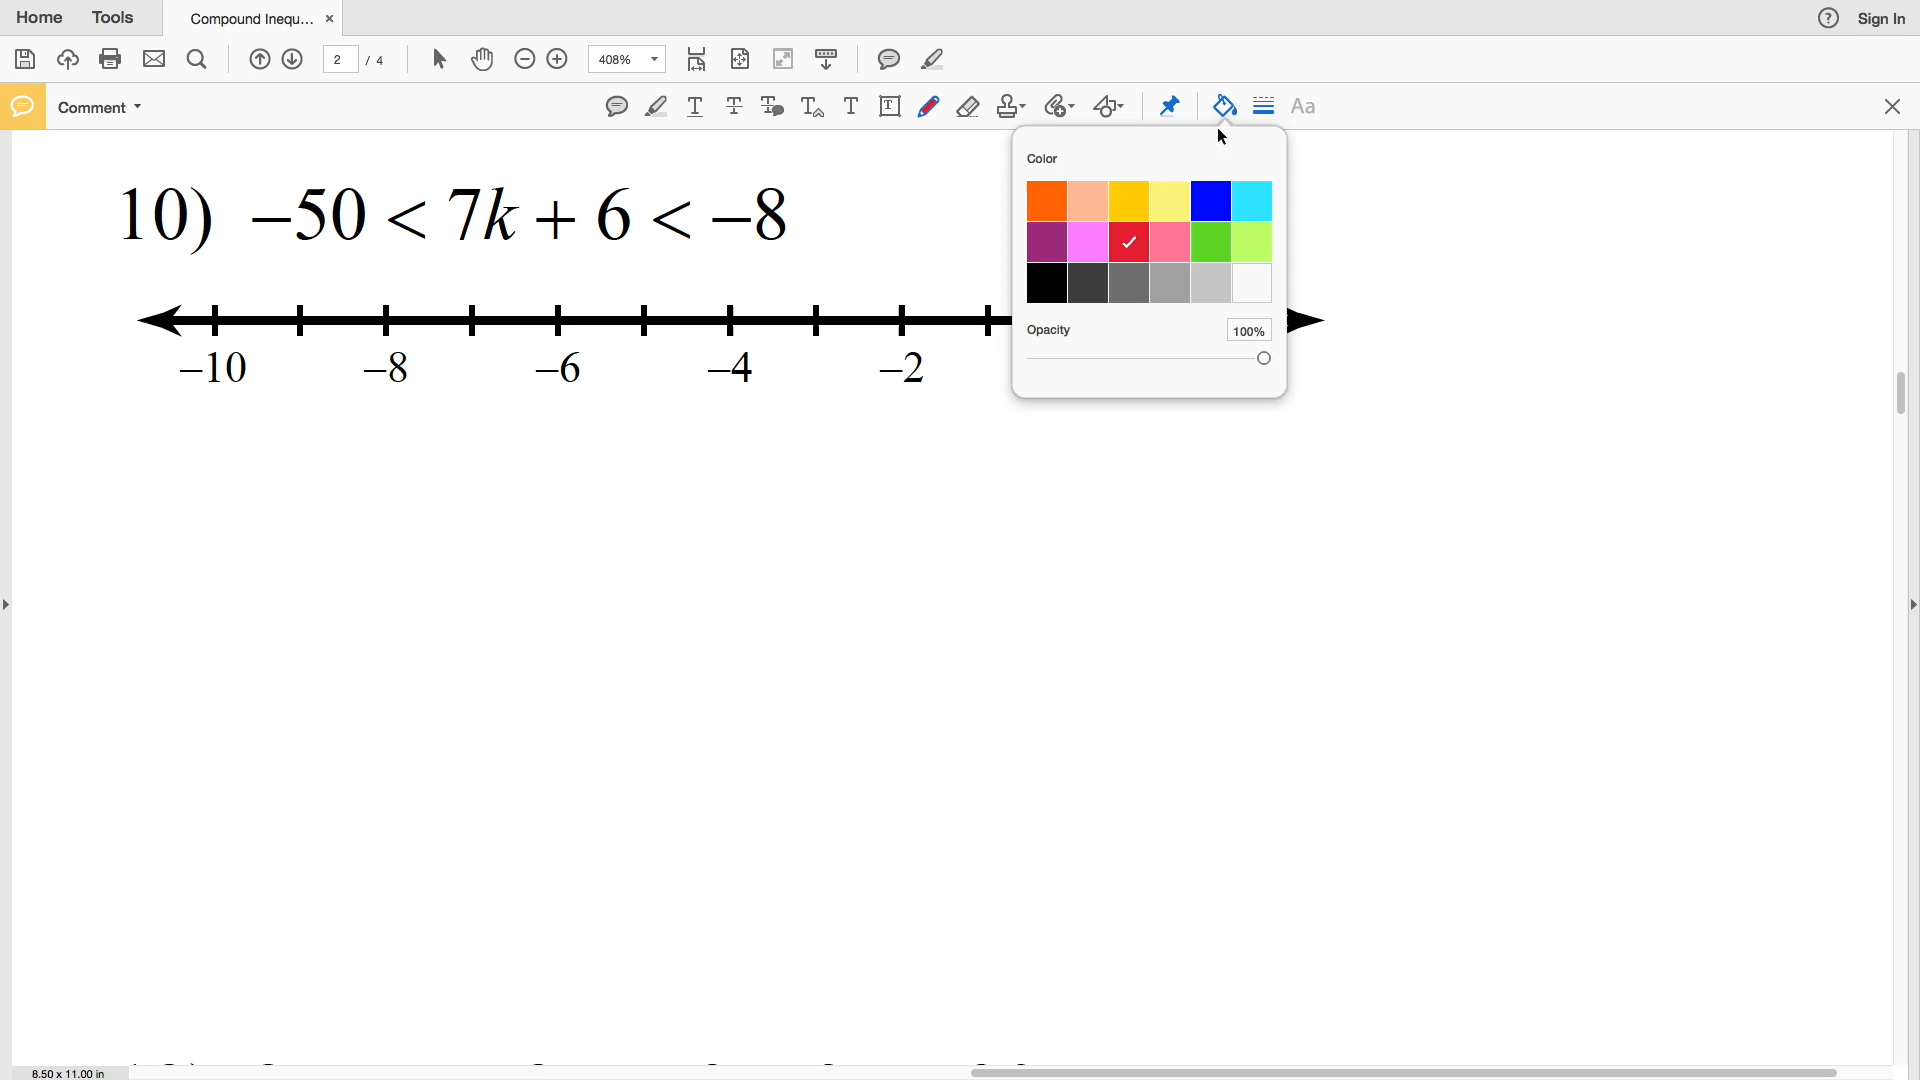 Home Tools Compound Inequ... × ? Sign In
2 / 4 408%
Comment Aa
Color
10) −50 < 7k + 6 < −8
Opacity 100%
−10 −8 −6 −4 −2
8.50 x 11.00 in